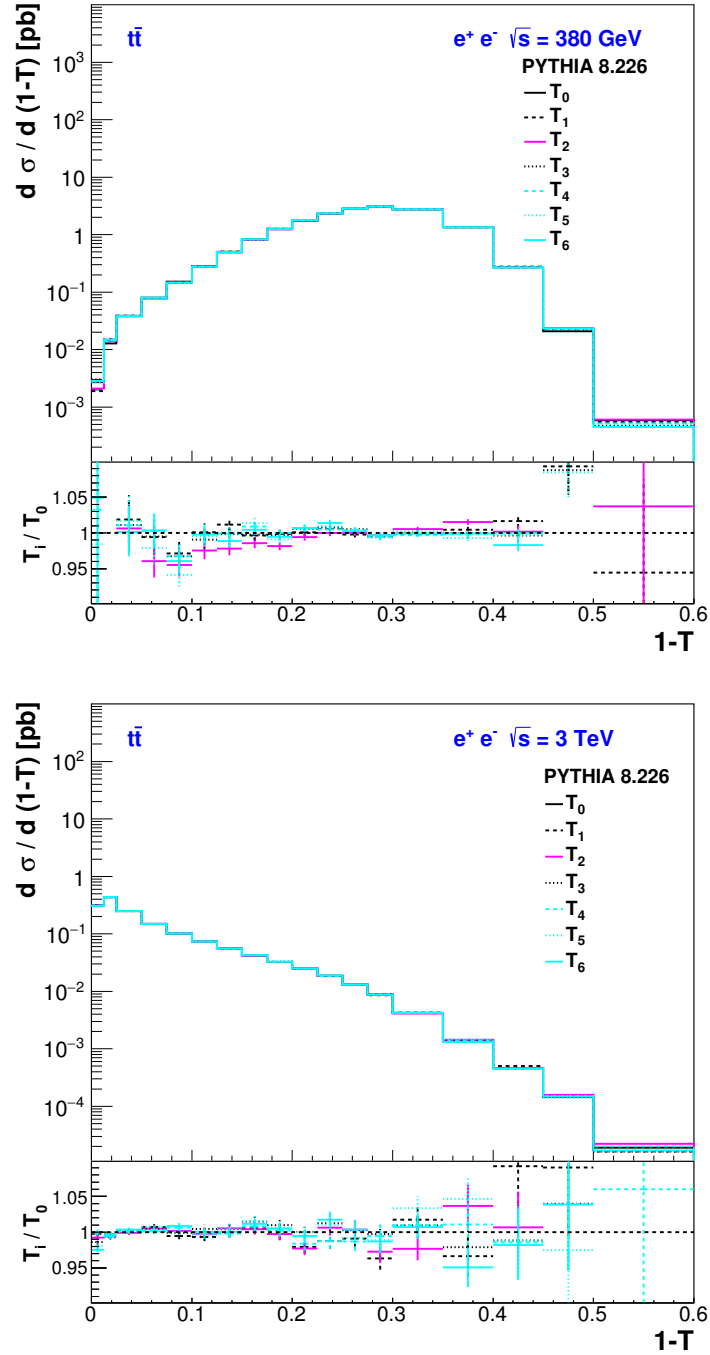 tt̄ e⁺ e⁻ √s = 380 GeV
PYTHIA 8.226
T₀
T₁
T₂
T₃
T₄
T₅
T₆
d σ / d (1-T) [pb]
10³
10²
10
1
10⁻¹
10⁻²
10⁻³
Tᵢ / T₀
1.05
1
0.95
0 0.1 0.2 0.3 0.4 0.5 0.6
1-T
tt̄ e⁺ e⁻ √s = 3 TeV
PYTHIA 8.226
T₀
T₁
T₂
T₃
T₄
T₅
T₆
d σ / d (1-T) [pb]
10²
10
1
10⁻¹
10⁻²
10⁻³
10⁻⁴
Tᵢ / T₀
1.05
1
0.95
0 0.1 0.2 0.3 0.4 0.5 0.6
1-T